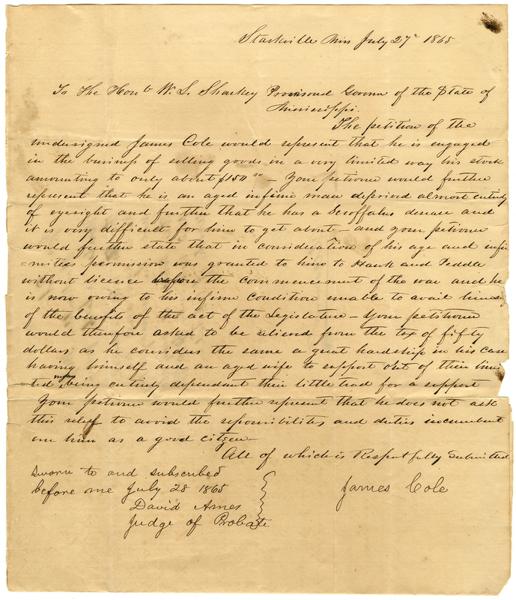 Starkville Miss July 27th 1865
To The Honb W. L. Sharkey Provisonal Govenr of the State of
Mississippi.
The petition of the
undersigned James Cole would represent that he is engaged
in the business of selling goods in a very limited way his stock
amounting to only about $150 00 – Your petitioner would further
represent that he is an aged infirm man deprived almost entirely
of eyesight and further that he has a disease and
it is very difficult for him to get about – and your petitioner
would further state that in consideration of his age and infir
-mities permission was granted to him to Hawk and Peddle
without licence before the commencement of the war and he
is now owing to his infirm condition unable to avail himself
of the benefits of the act of the Legislature – Your petitioner
would therefore asked to be relieved from the tax of fifty
dollars as he considers the same a great hardship in his case
having himself and an aged wife to support out of their limi
ted being entirely dependant their little trad for a support
Your petitioner would further represent that he does not ask
this relief to avoid the responsibilities and duties incumbent
on him as a good citizen –
All of which is Respectfully Submitted
Sworn to and subscribed
before me July 28 1865
David Ames
Judge of Probate
James Cole